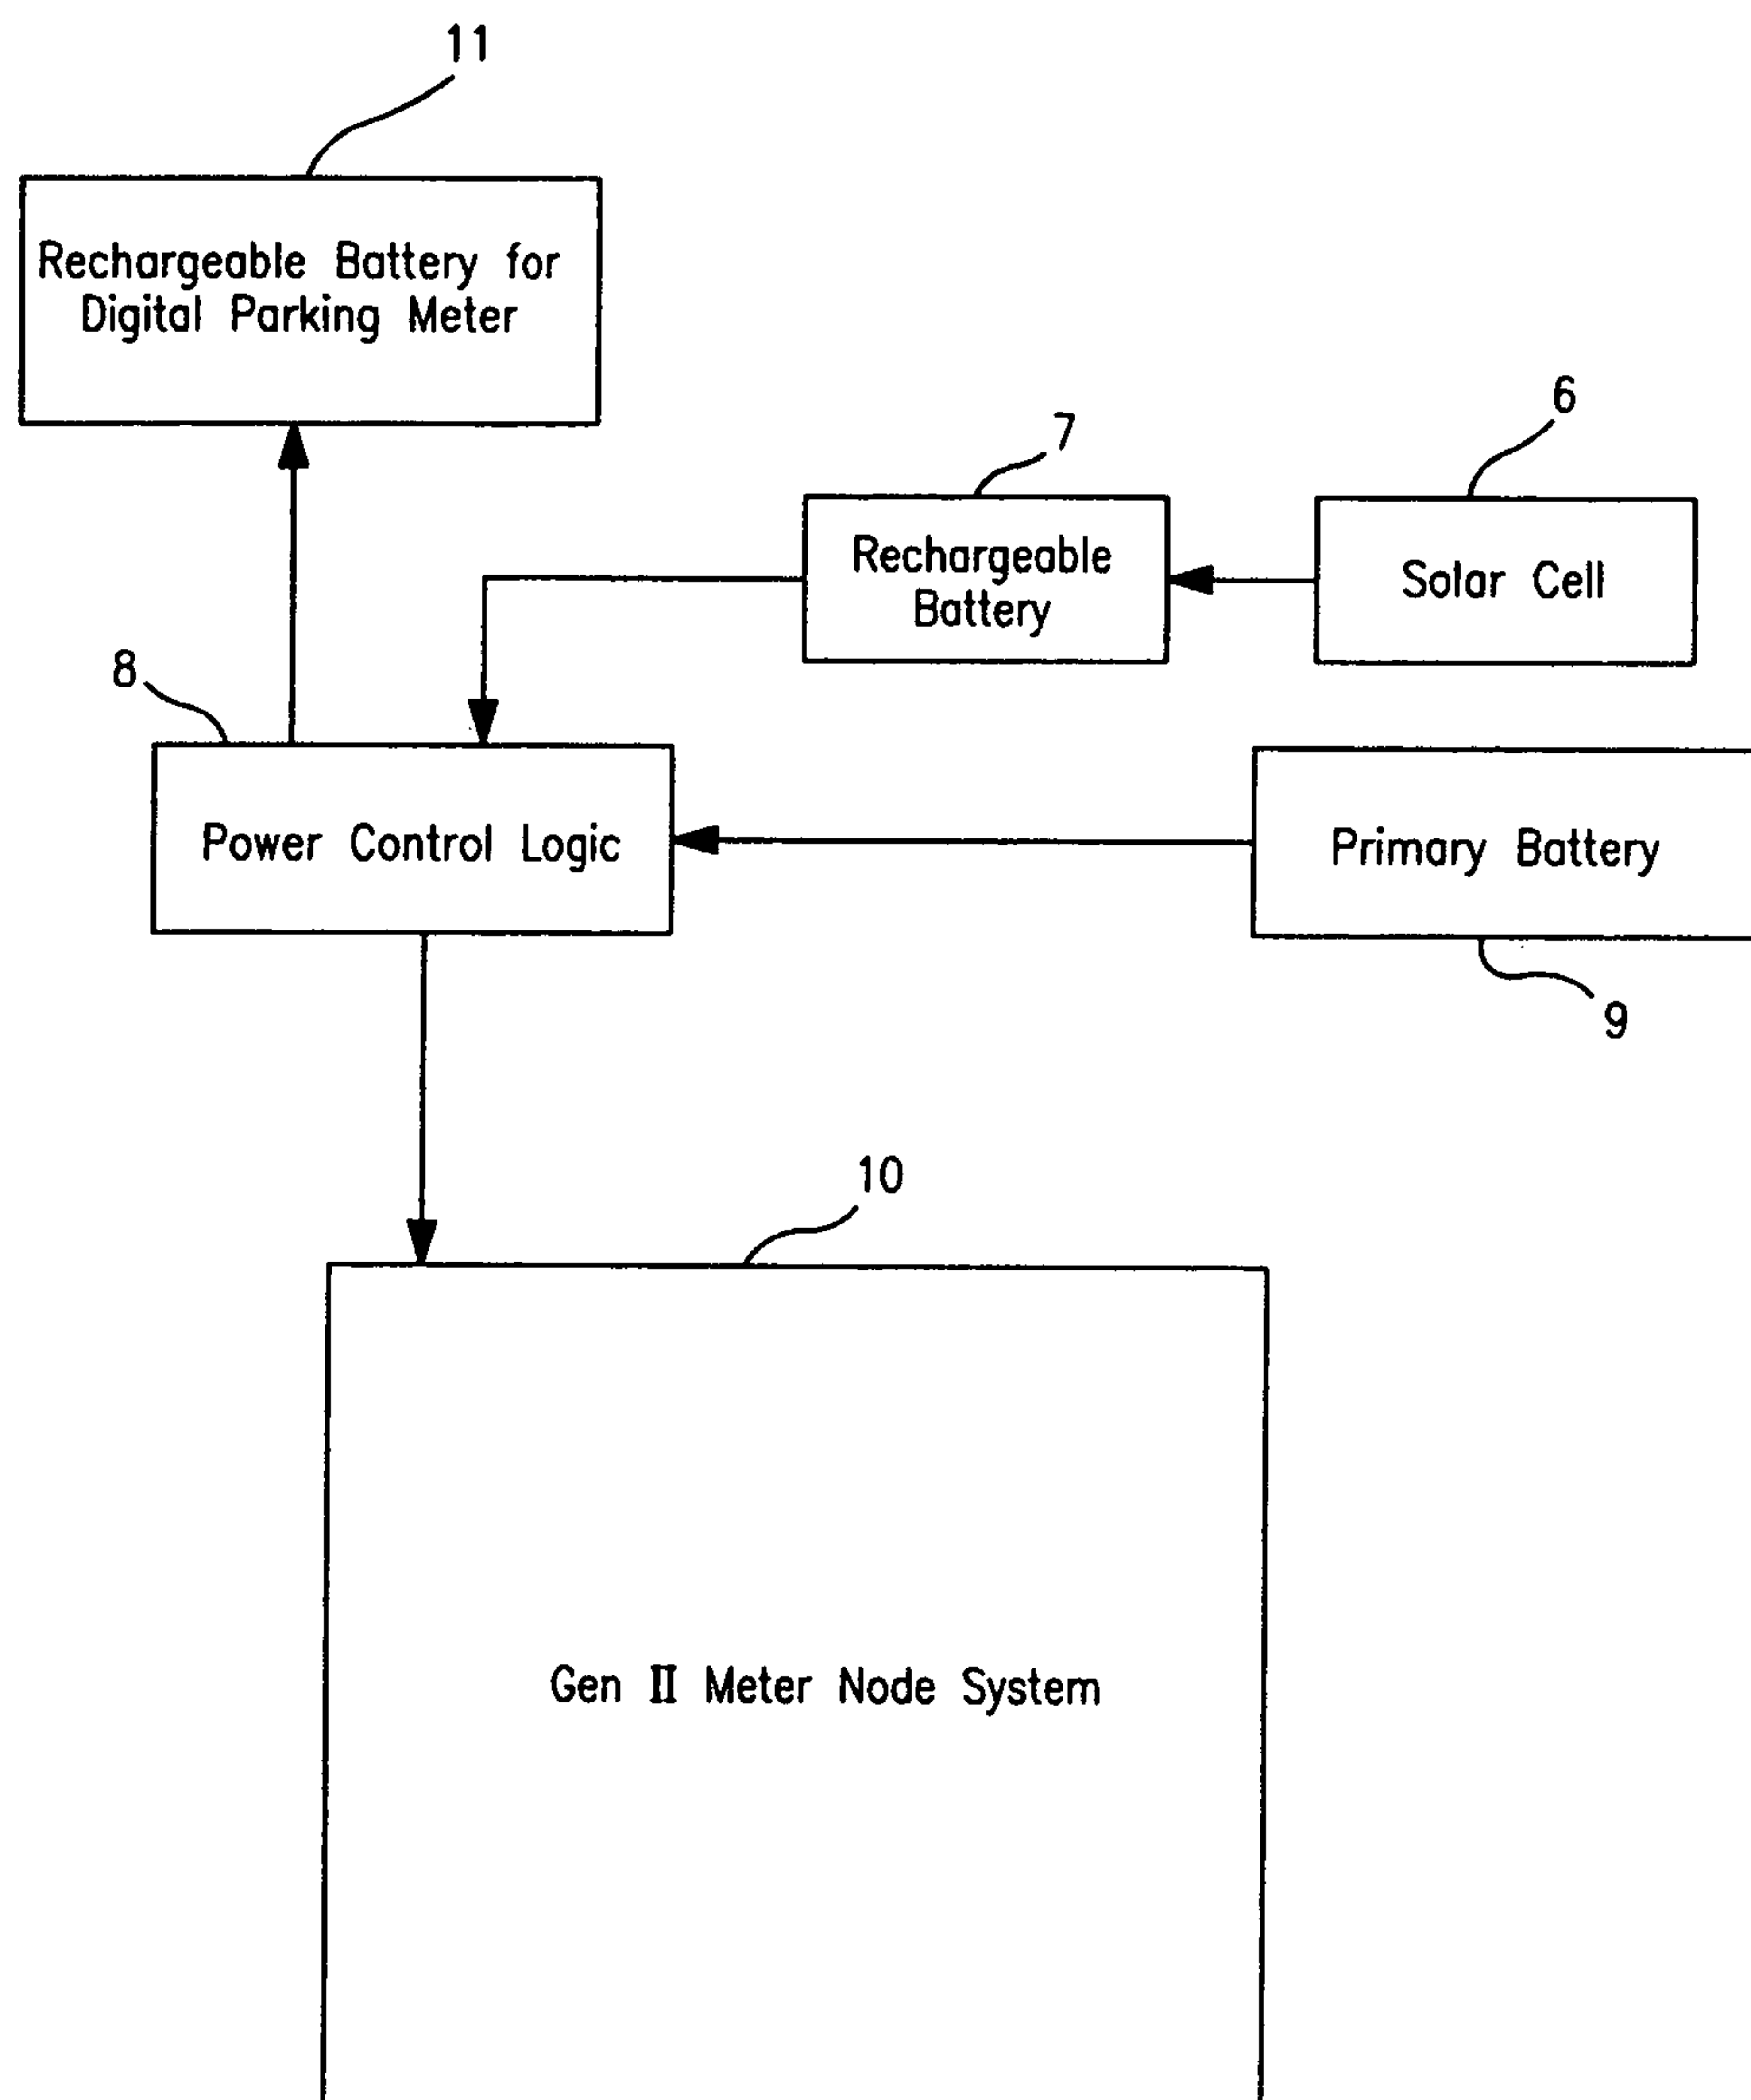 11
Rechargeable Battery for
Digital Parking Meter
7
6
Rechargeable
Battery
Solar Cell
8
Power Control Logic
Primary Battery
9
10
Gen II Meter Node System